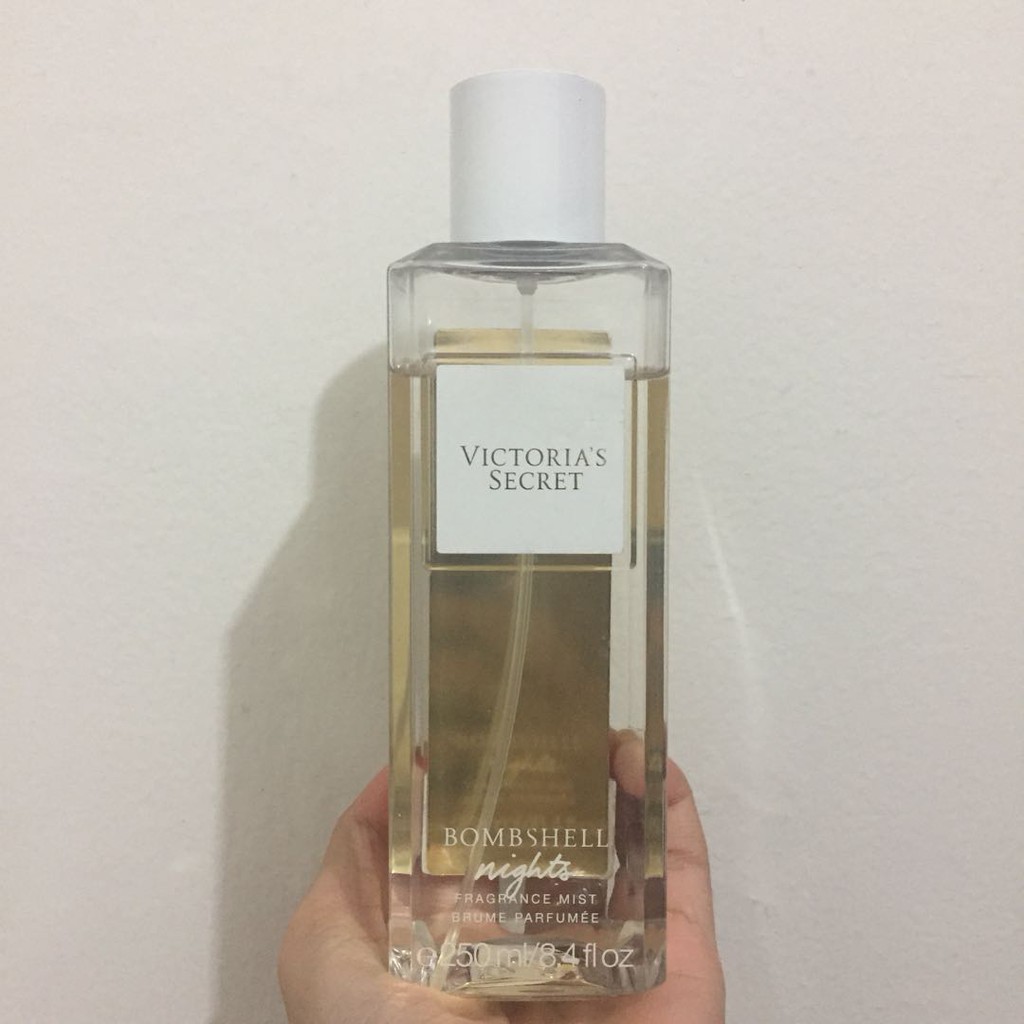 VICTORIA'S
SECRET
BOMBSHELL
nights
FRAGRANCE MIST
BRUME PARFUMÉE
℮250 ml/8.4 fl oz